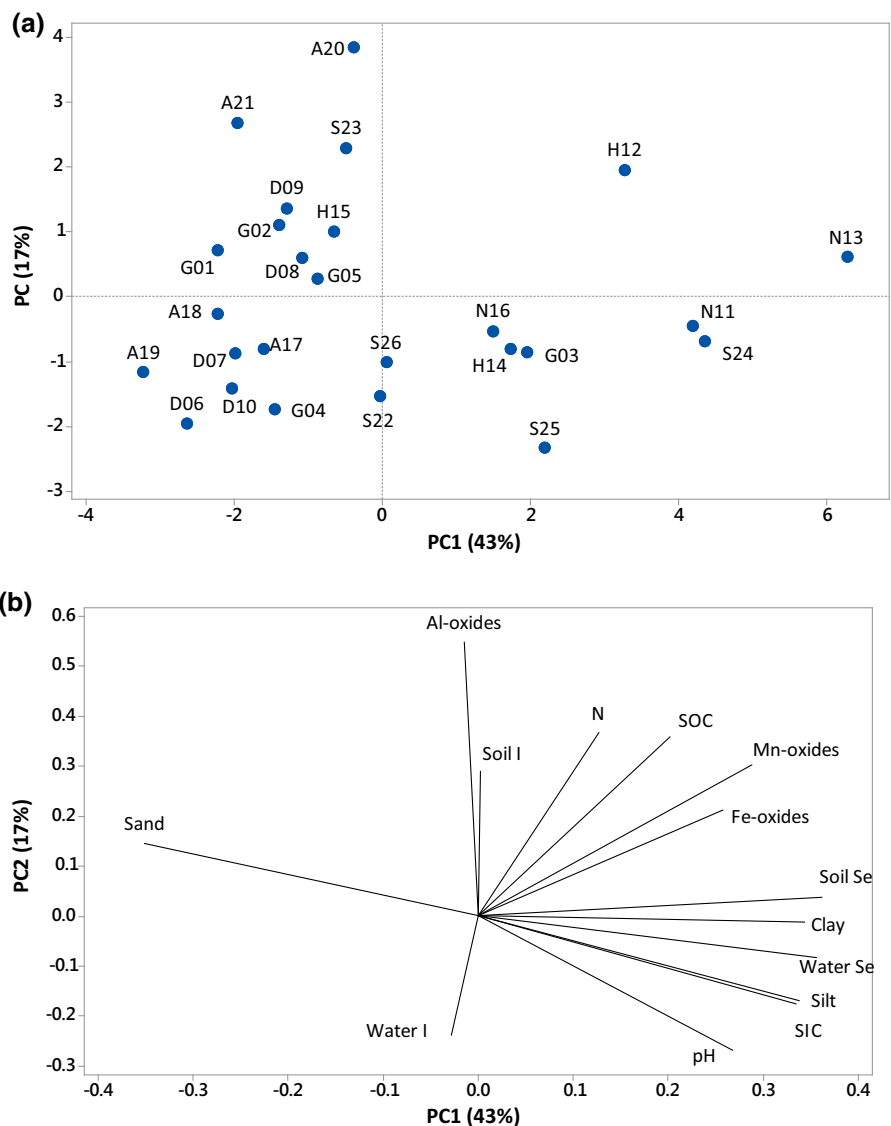 (a)
PC (17%)
4
3
2
1
0
-1
-2
-3
A20
A21
S23
H12
D09
H15
G02
N13
G01
D08
G05
A18
N16
N11
A19
D07
A17
S26
H14
G03
S24
D06
D10
G04
S22
S25
-4
-2
0
2
4
6
PC1 (43%)
(b)
PC2 (17%)
0.6
0.5
0.4
0.3
0.2
0.1
0.0
-0.1
-0.2
-0.3
Al-oxides
N
SOC
Soil I
Mn-oxides
Sand
Fe-oxides
Soil Se
Clay
Water Se
Silt
Water I
SIC
pH
-0.4
-0.3
-0.2
-0.1
0.0
0.1
0.2
0.3
0.4
PC1 (43%)